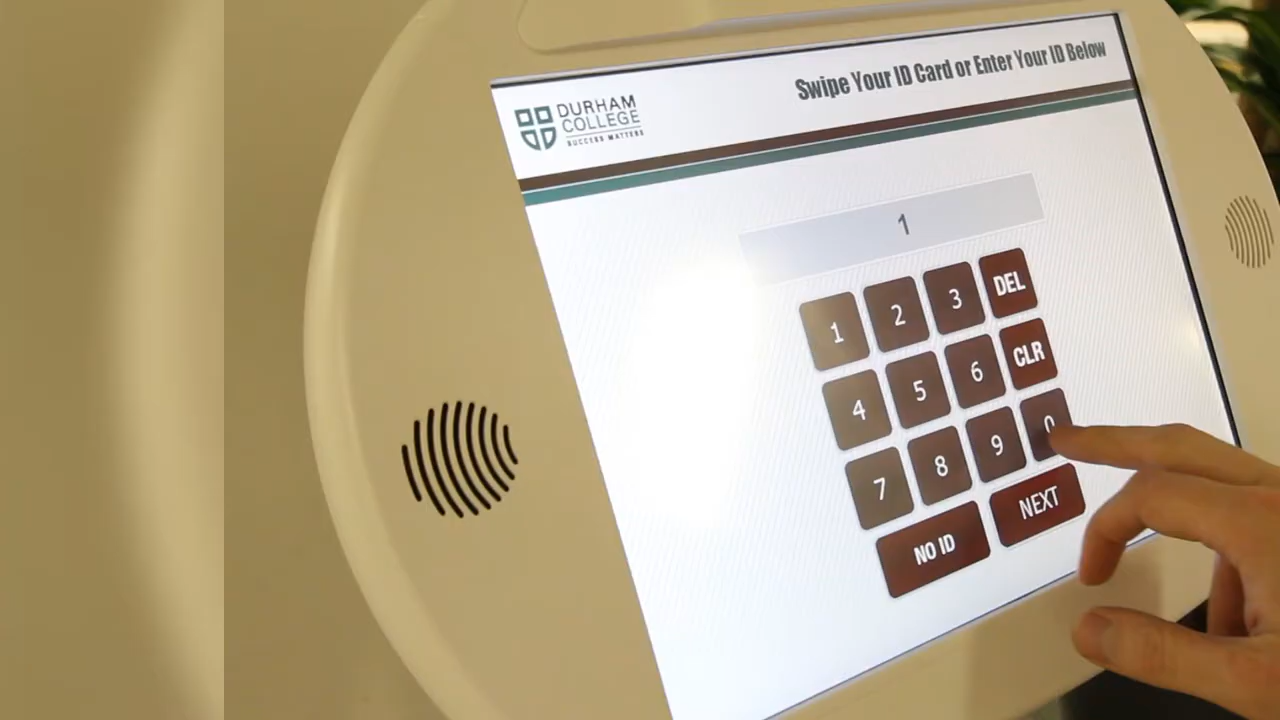 Swipe Your ID Card or Enter Your ID Below
DURHAM
COLLEGE
SUCCESS MATTERS
1
1 2 3 DEL
4 5 6 CLR
7 8 9 0
NO ID NEXT